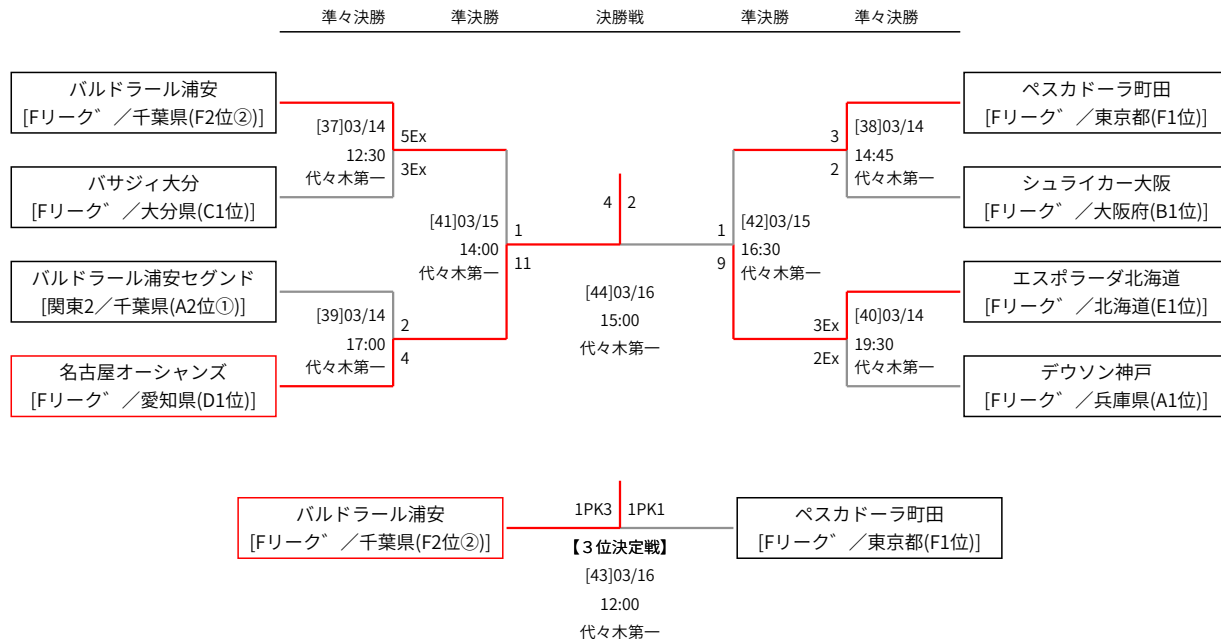 準々決勝 準決勝 決勝戦 準決勝 準々決勝
バルドラール浦安
[Fリーグ／千葉県(F2位②)]
バサジィ大分
[Fリーグ／大分県(C1位)]
バルドラール浦安セグンド
[関東2／千葉県(A2位①)]
名古屋オーシャンズ
[Fリーグ／愛知県(D1位)]
[37]03/14
12:30
代々木第一
5Ex
3Ex
[39]03/14
17:00
代々木第一
2
4
[41]03/15
14:00
代々木第一
1
11
4 2
[44]03/16
15:00
代々木第一
1
9
[42]03/15
16:30
代々木第一
3
2
[38]03/14
14:45
代々木第一
3Ex
2Ex
[40]03/14
19:30
代々木第一
ペスカドーラ町田
[Fリーグ／東京都(F1位)]
シュライカー大阪
[Fリーグ／大阪府(B1位)]
エスポラーダ北海道
[Fリーグ／北海道(E1位)]
デウソン神戸
[Fリーグ／兵庫県(A1位)]
バルドラール浦安
[Fリーグ／千葉県(F2位②)]
1PK3 1PK1
【３位決定戦】
[43]03/16
12:00
代々木第一
ペスカドーラ町田
[Fリーグ／東京都(F1位)]